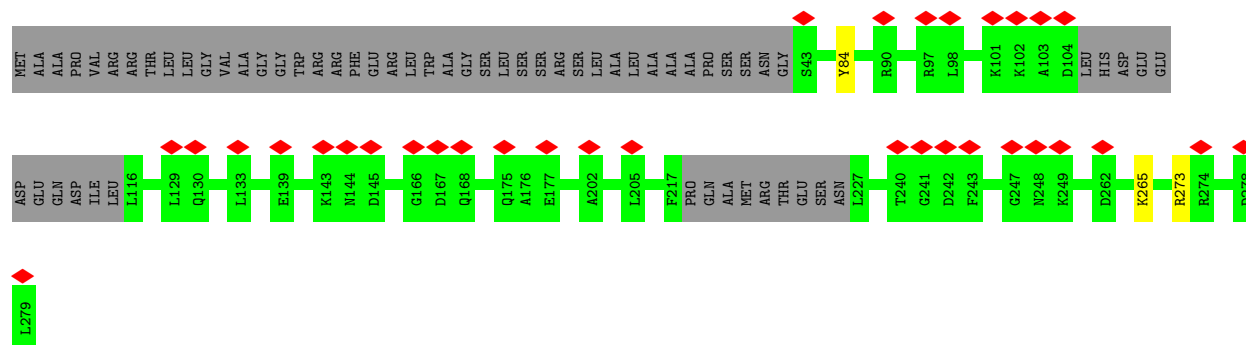 MET ALA ALA PRO VAL ARG ARG THR LEU LEU GLY VAL ALA GLY GLY TRP ARG ARG PHE GLU ARG LEU TRP ALA GLY SER LEU SER SER ARG SER LEU ALA LEU ALA ALA ALA PRO SER SER ASN GLY S43 Y84 R90 R97 L98 K101 K102 A103 D104 LEU HIS ASP GLU GLU
ASP GLU GLN ASP ILE LEU L116 L129 Q130 L133 E139 K143 N144 D145 G166 D167 Q168 Q175 A176 E177 A202 L205 F217 PRO GLN ALA MET ARG THR GLU SER ASN L227 T240 G241 D242 F243 G247 N248 K249 D262 K265 R273 R274
L279